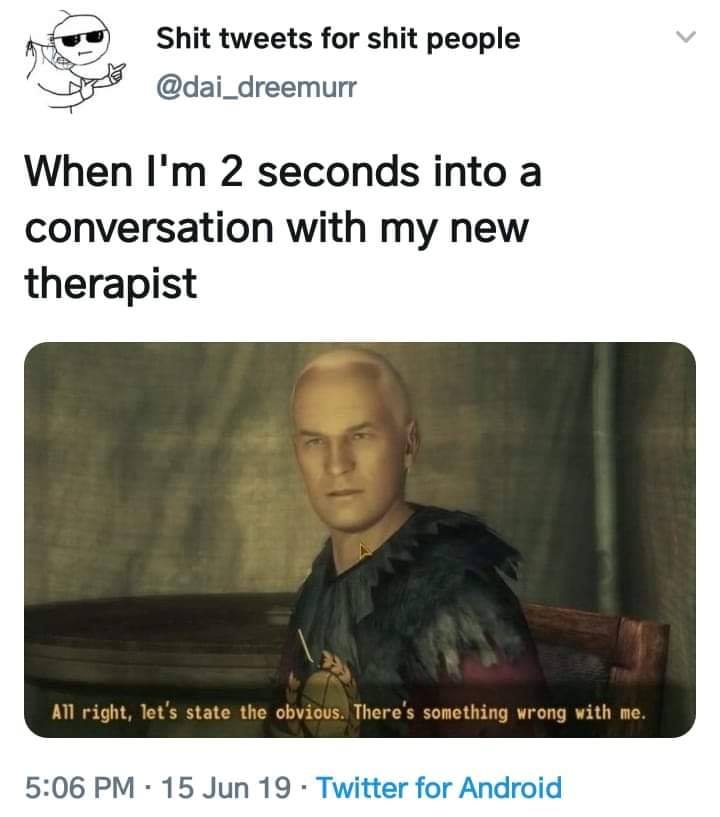 Shit tweets for shit people
@dai_dreemurr
When I'm 2 seconds into a
conversation with my new
therapist
All right, let's state the obvious. There's something wrong with me.
5:06 PM · 15 Jun 19 · Twitter for Android